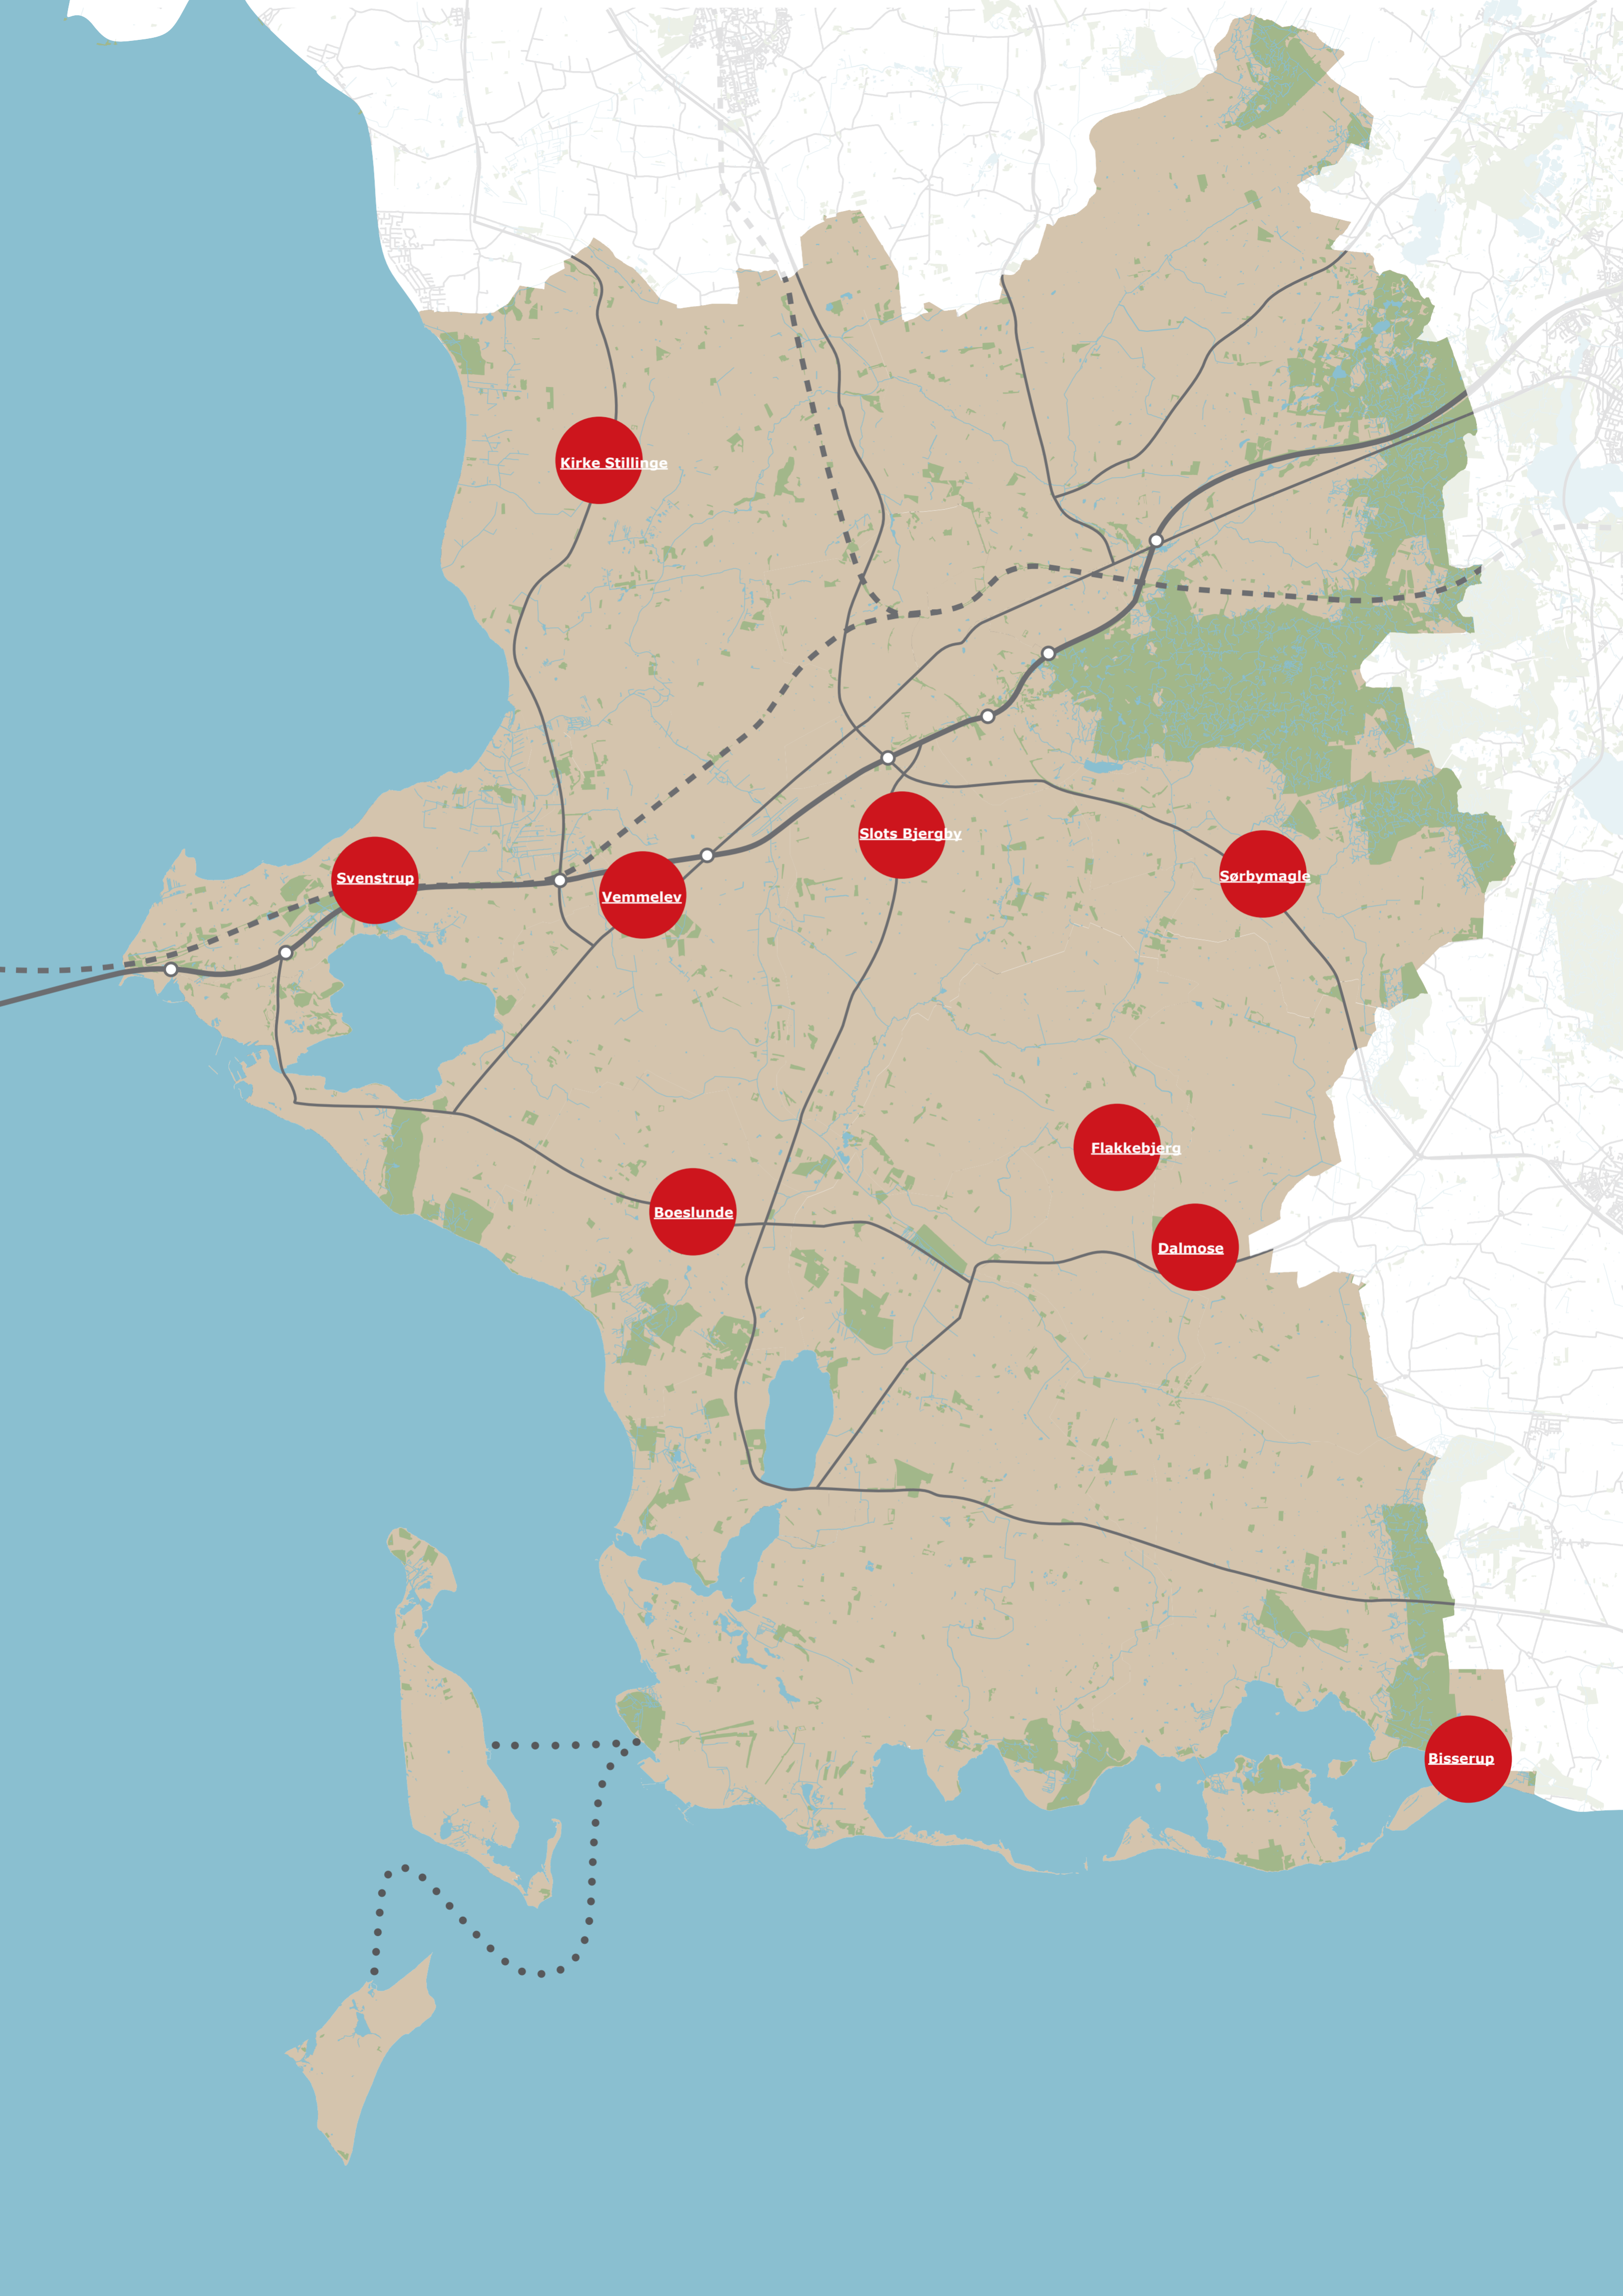 Kirke Stillinge
Slots Bjergby
Sørbymagle
Svenstrup
Vemmelev
Flakkebjerg
Boeslunde
Dalmose
Bisserup